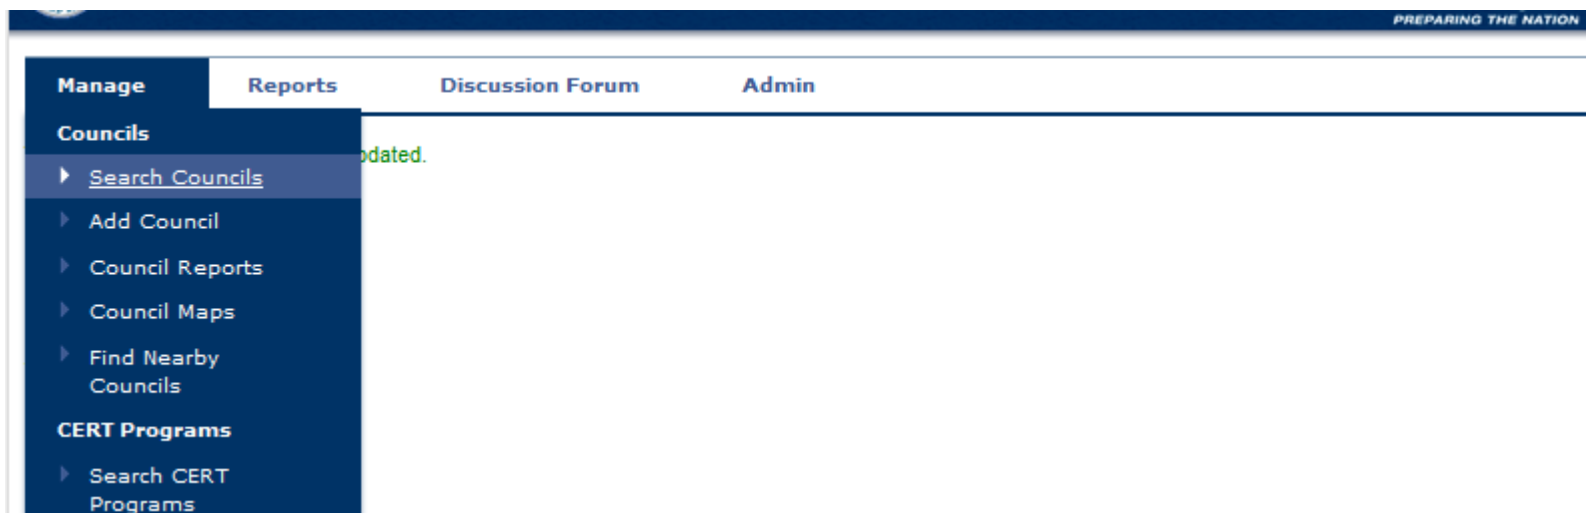 PREPARING THE NATION
Manage Reports Discussion Forum Admin
Councils
Search Councils
Add Council
Council Reports
Council Maps
Find Nearby
Councils
CERT Programs
Search CERT
Programs